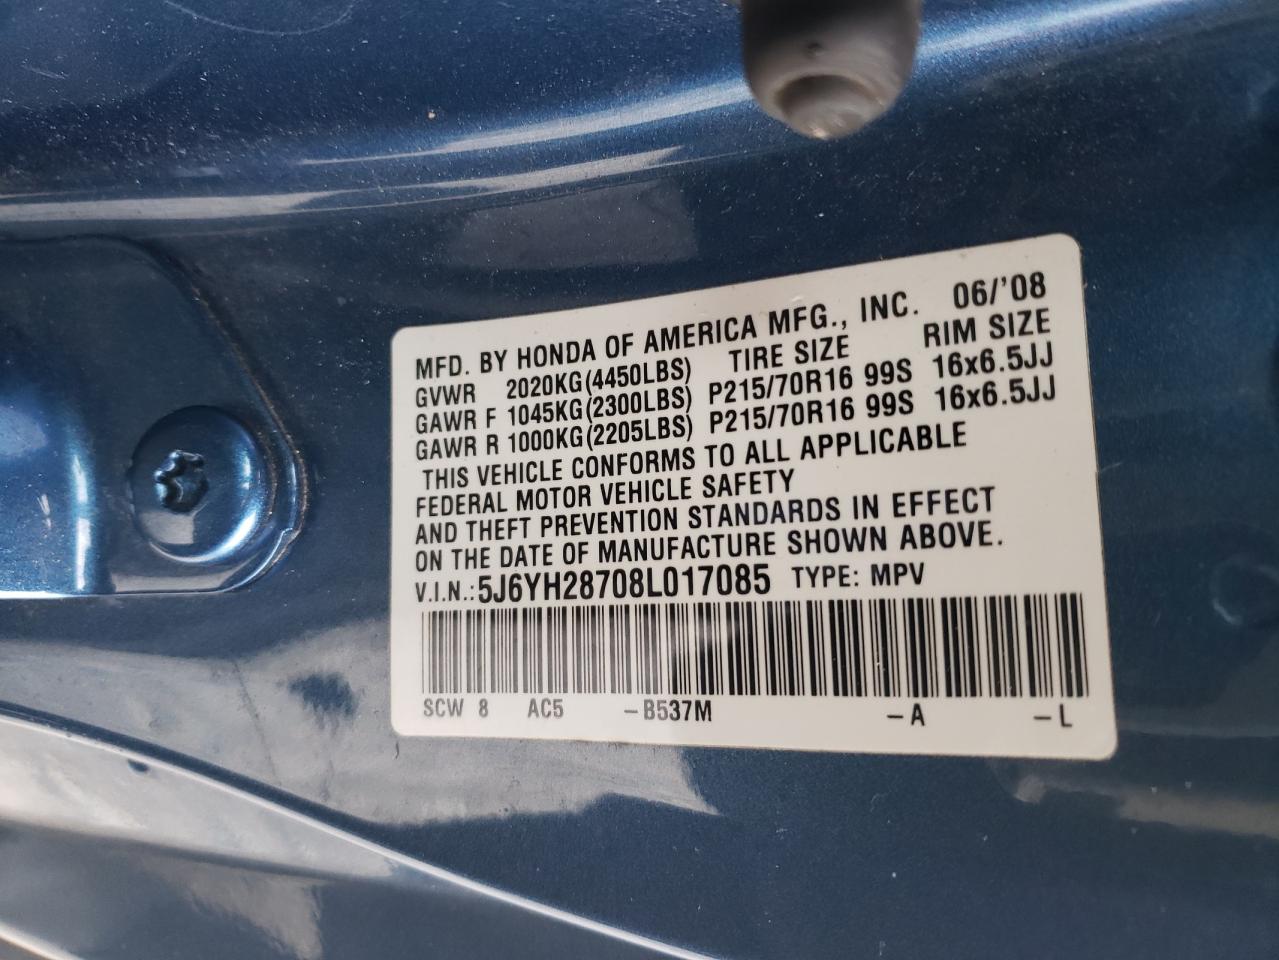 MFD. BY HONDA OF AMERICA MFG., INC. 06/'08
GVWR 2020KG(4450LBS) TIRE SIZE RIM SIZE
GAWR F 1045KG(2300LBS) P215/70R16 99S 16x6.5JJ
GAWR R 1000KG(2205LBS) P215/70R16 99S 16x6.5JJ
THIS VEHICLE CONFORMS TO ALL APPLICABLE
FEDERAL MOTOR VEHICLE SAFETY
AND THEFT PREVENTION STANDARDS IN EFFECT
ON THE DATE OF MANUFACTURE SHOWN ABOVE.
V.I.N.:5J6YH28708L017085 TYPE: MPV
SCW 8 AC5 -B537M -A -L